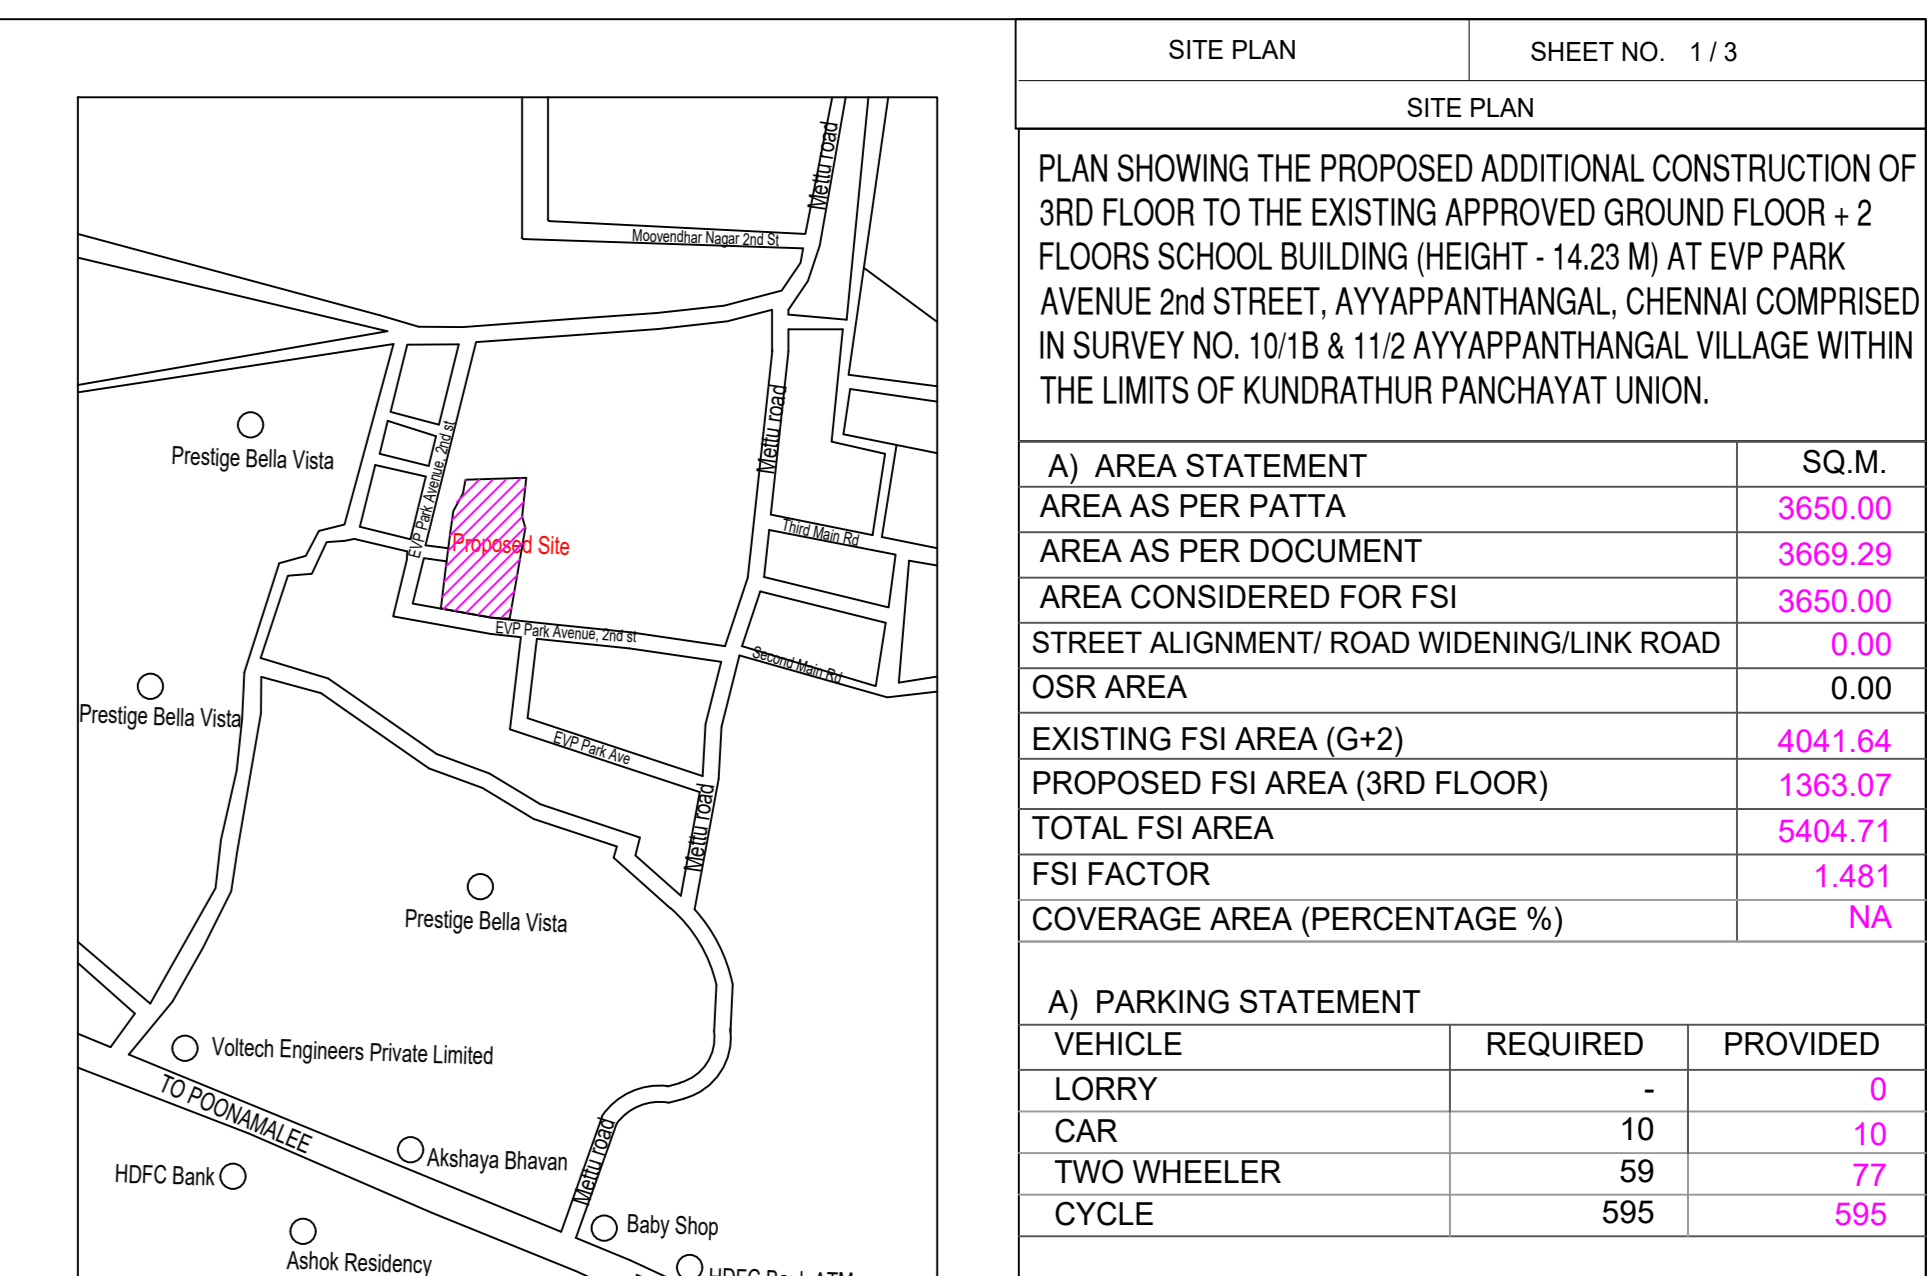 SITE PLAN SHEET NO. 1 / 3
SITE PLAN
PLAN SHOWING THE PROPOSED ADDITIONAL CONSTRUCTION OF
3RD FLOOR TO THE EXISTING APPROVED GROUND FLOOR + 2
FLOORS SCHOOL BUILDING (HEIGHT - 14.23 M) AT EVP PARK
AVENUE 2nd STREET, AYYAPPANTHANGAL, CHENNAI COMPRISED
IN SURVEY NO. 10/1B & 11/2 AYYAPPANTHANGAL VILLAGE WITHIN
THE LIMITS OF KUNDRATHUR PANCHAYAT UNION.
A) AREA STATEMENT SQ.M.
AREA AS PER PATTA 3650.00
AREA AS PER DOCUMENT 3669.29
AREA CONSIDERED FOR FSI 3650.00
STREET ALIGNMENT/ ROAD WIDENING/LINK ROAD 0.00
OSR AREA 0.00
EXISTING FSI AREA (G+2) 4041.64
PROPOSED FSI AREA (3RD FLOOR) 1363.07
TOTAL FSI AREA 5404.71
FSI FACTOR 1.481
COVERAGE AREA (PERCENTAGE %) NA
A) PARKING STATEMENT
VEHICLE REQUIRED PROVIDED
LORRY - 0
CAR 10 10
TWO WHEELER 59 77
CYCLE 595 595
Mettu road
Moovendhar Nagar 2nd St
Mettu road
Prestige Bella Vista
EVP Park Avenue, 2nd st
Proposed Site
Third Main Rd
EVP Park Avenue, 2nd st
Second Main Rd
Prestige Bella Vista
EVP Park Ave
Mettu road
Prestige Bella Vista
Voltech Engineers Private Limited
TO POONAMALEE
Akshaya Bhavan
Mettu road
HDFC Bank
Baby Shop
Ashok Residency
HDFC Bank ATM